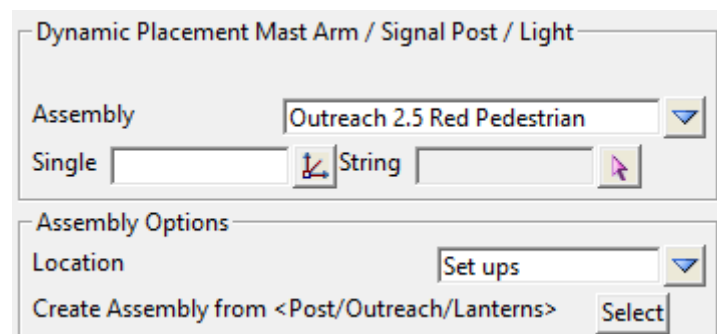 Dynamic Placement Mast Arm / Signal Post / Light
Assembly Outreach 2.5 Red Pedestrian
Single String
Assembly Options
Location Set ups
Create Assembly from <Post/Outreach/Lanterns> Select